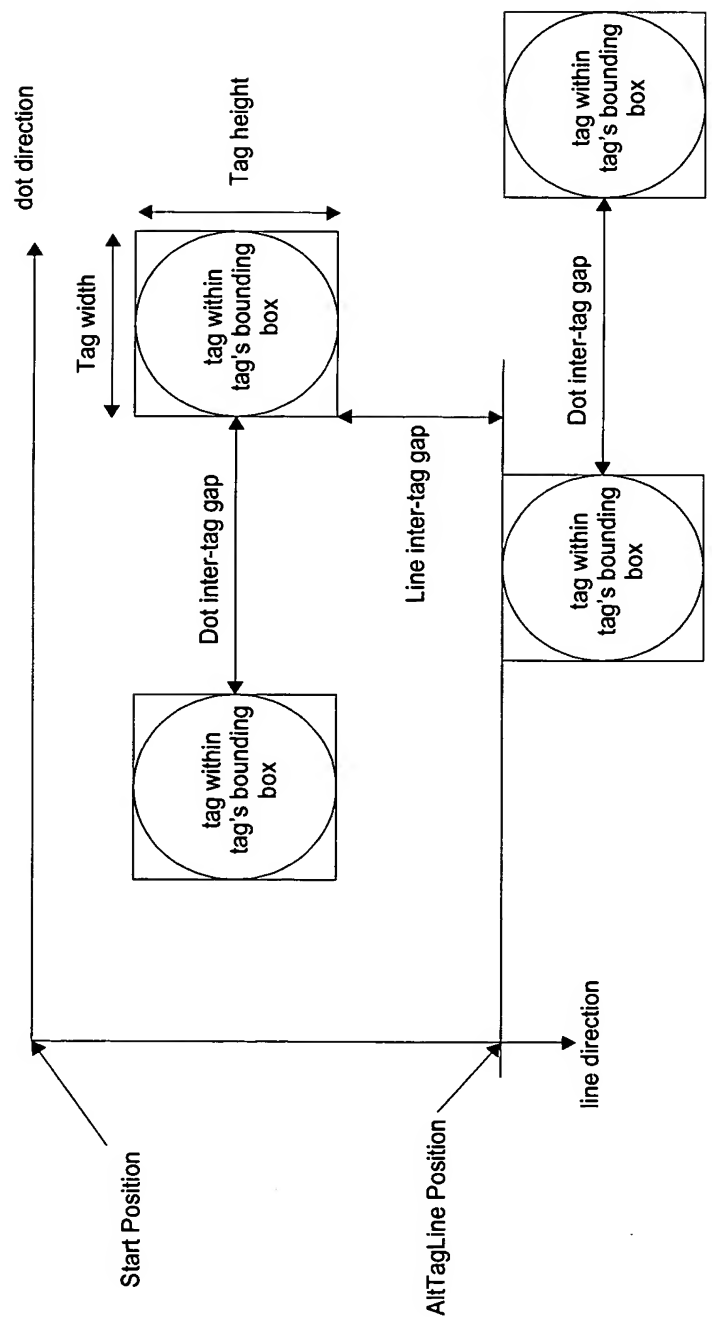 dot direction
Tag width
Tag height
tag within
tag's bounding
box
Dot inter-tag gap
tag within
tag's bounding
box
Line inter-tag gap
Start Position
AltTagLine Position
line direction
tag within
tag's bounding
box
Dot inter-tag gap
tag within
tag's bounding
box